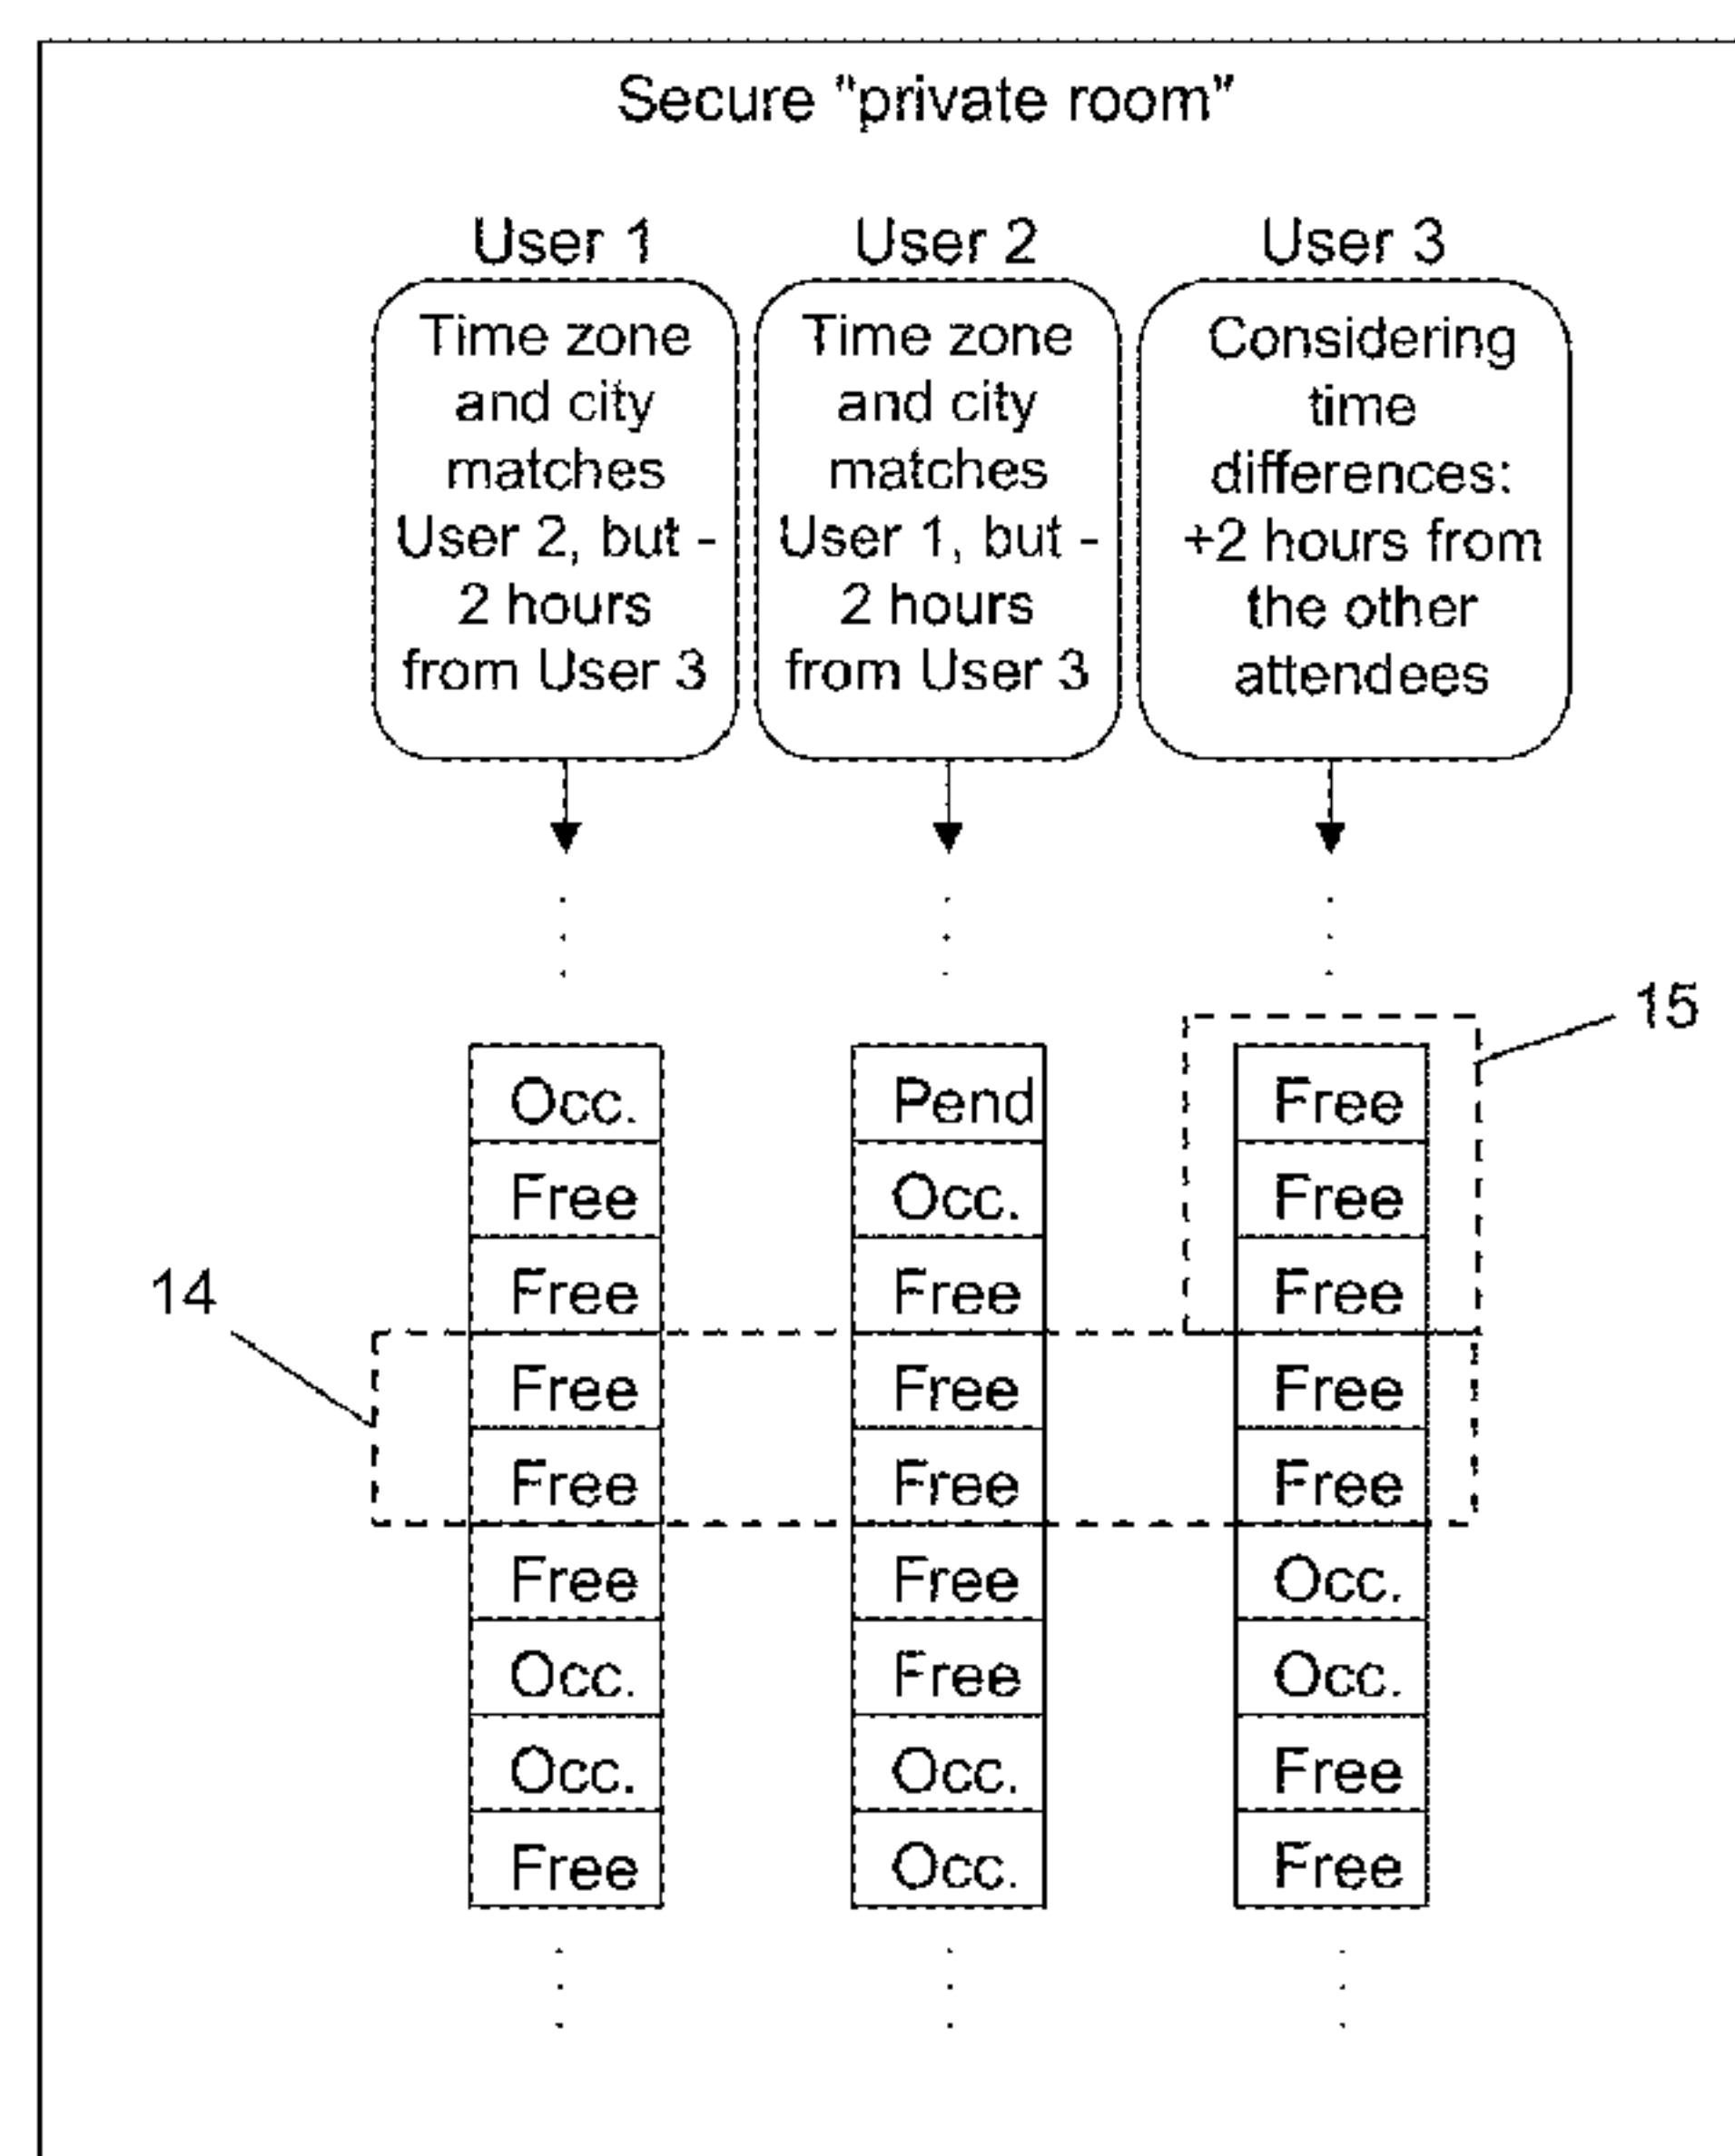 Secure "private room"
User 1
Time zone
and city
matches
User 2, but -
2 hours
from User 3
User 2
Time zone
and city
matches
User 1, but -
2 hours
from User 3
User 3
Considering
time
differences:
+2 hours from
the other
attendees
15
Occ. Pend Free
Free Occ. Free
Free Free Free
14
Free Free Free
Free Free Free
Free Free Occ.
Occ. Free Occ.
Occ. Occ. Free
Free Occ. Free